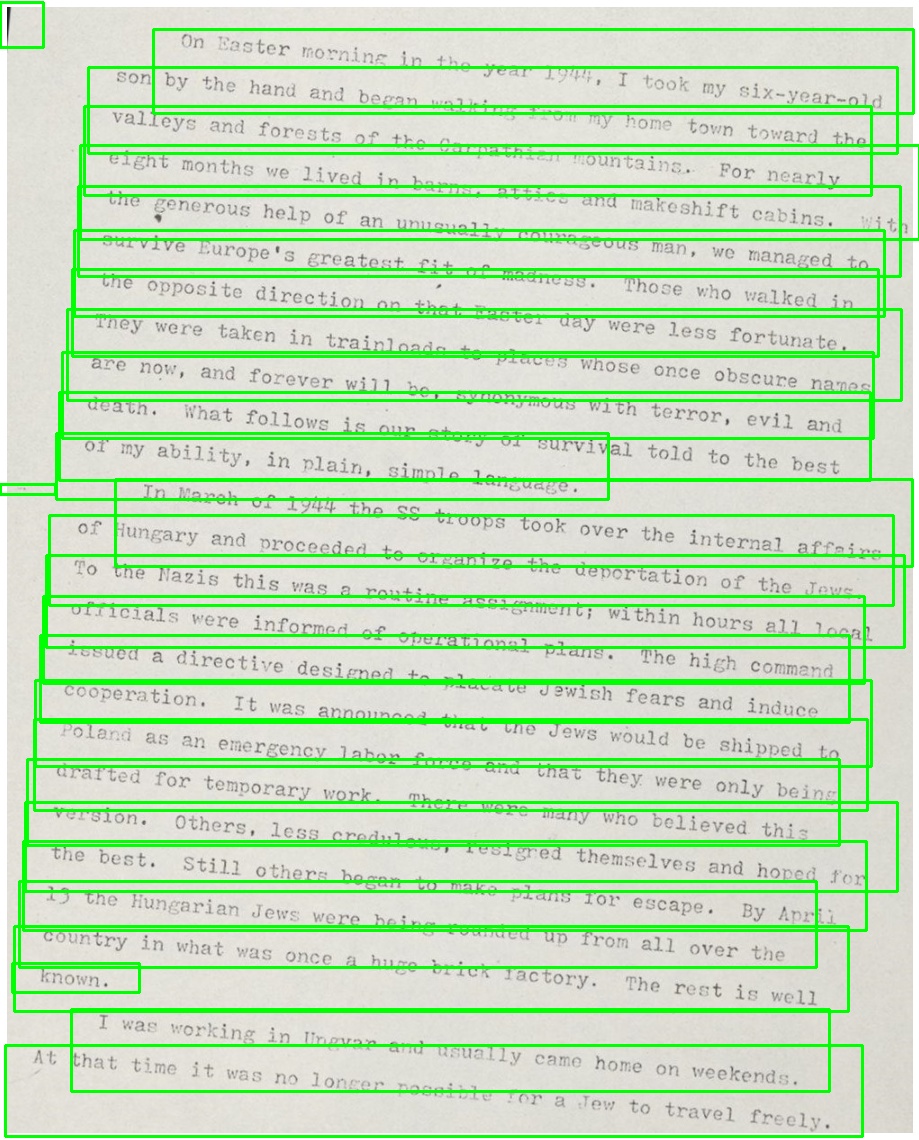 On Easter morning in the year 1944, I took my six-year-old
son by the hand and began walking from my home town toward the
valleys and forests of the Carpathian mountains. For nearly
eight months we lived in barns, attics and makeshift cabins. With
the generous help of an unusually courageous man, we managed to
survive Europe's greatest fit of madness. Those who walked in
the opposite direction on that Easter day were less fortunate.
They were taken in trainloads to places whose once obscure names
are now, and forever will be, synonymous with terror, evil and
death. What follows is our story of survival told to the best
of my ability, in plain, simple language.
In March of 1944 the SS troops took over the internal affairs
of Hungary and proceeded to organize the deportation of the Jews.
To the Nazis this was a routine assignment; within hours all local
officials were informed of operational plans. The high command
issued a directive designed to placate Jewish fears and induce
cooperation. It was announced that the Jews would be shipped to
Poland as an emergency labor force and that they were only being
drafted for temporary work. There were many who believed this
version. Others, less credulous, resigred themselves and hoped for
the best. Still others began to make plans for escape. By April
13 the Hungarian Jews were being rounded up from all over the
country in what was once a huge brick factory. The rest is well
known.
I was working in Ungvar and usually came home on weekends.
At that time it was no longer possible for a Jew to travel freely.